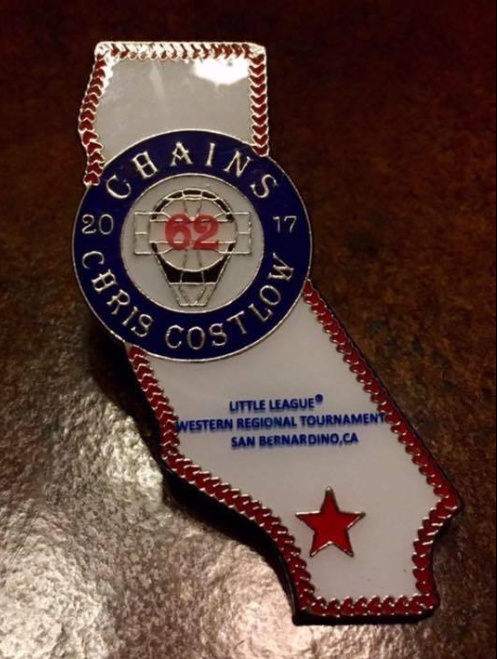 CHAINS
20 62 17
CHRIS COSTLOW
LITTLE LEAGUE®
WESTERN REGIONAL TOURNAMENT
SAN BERNARDINO,CA